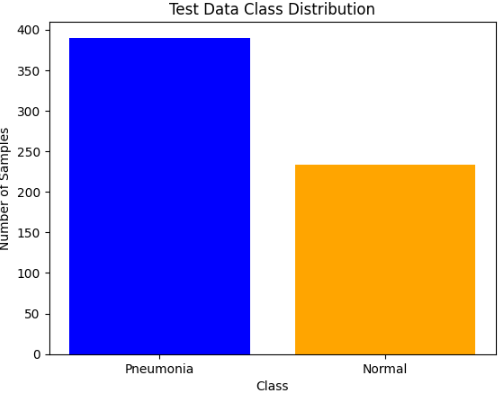 Test Data Class Distribution
Number of Samples
400
350
300
250
200
150
100
50
0
Pneumonia Normal
Class